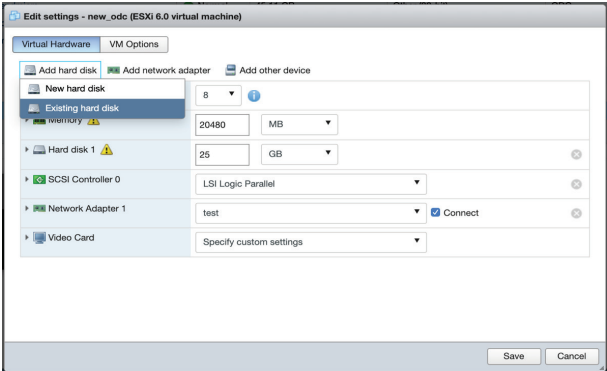 Edit settings - new_odc (ESXi 6.0 virtual machine)
Virtual Hardware VM Options
Add hard disk Add network adapter Add other device
New hard disk
8
Existing hard disk
Memory 20480 MB
Hard disk 1 25 GB
SCSI Controller 0 LSI Logic Parallel
Network Adapter 1 test Connect
Video Card Specify custom settings
Save Cancel